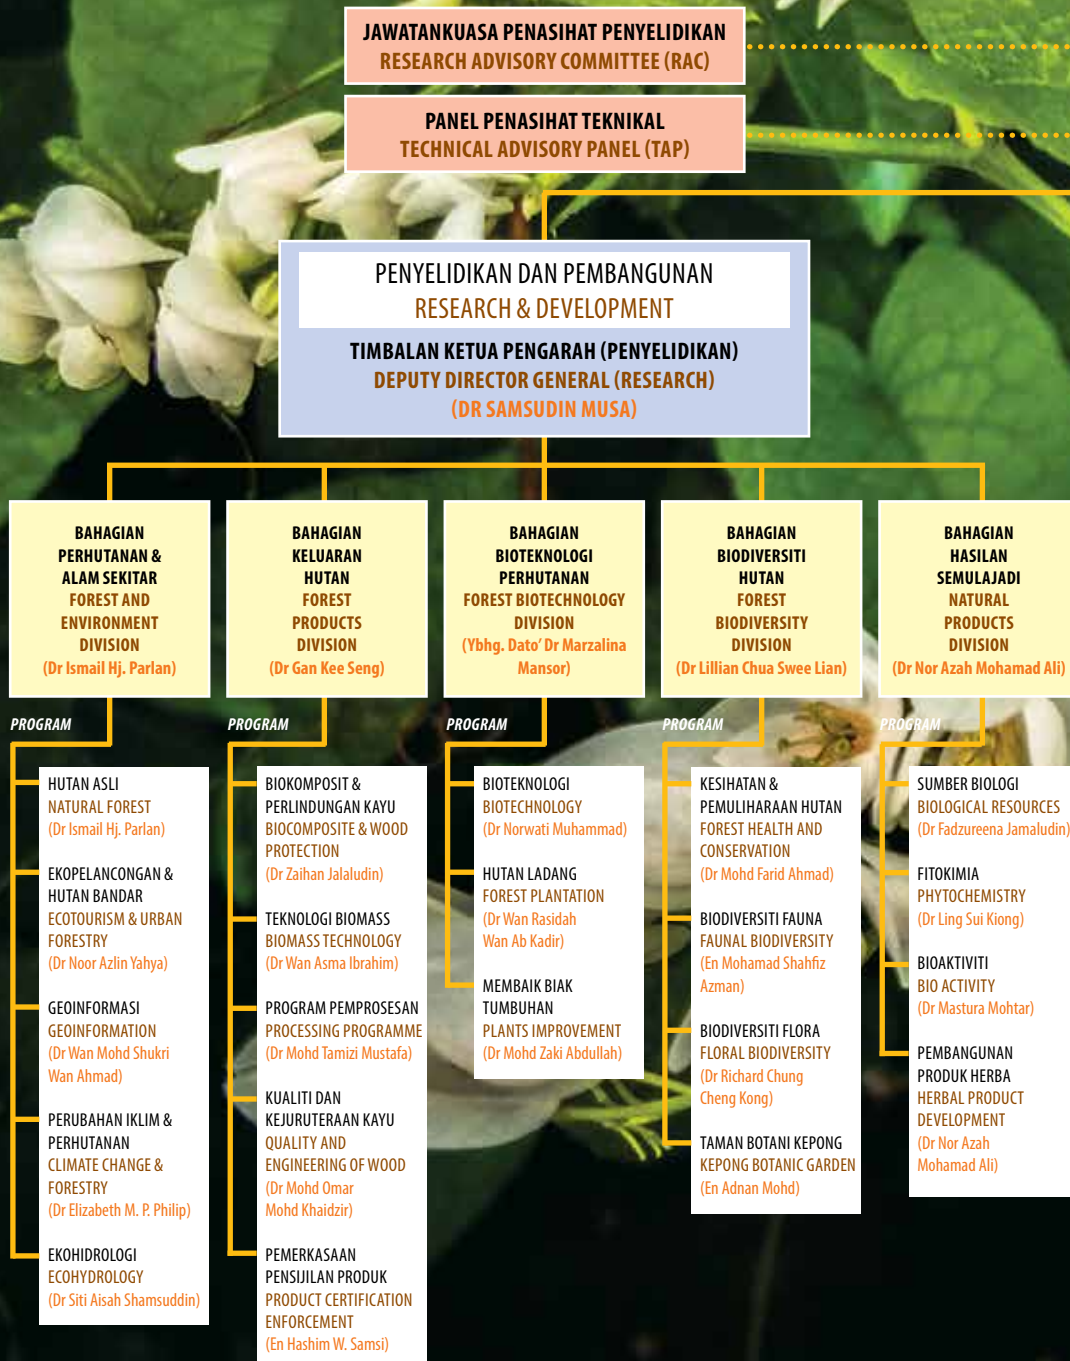 JAWATANKUASA PENASIHAT PENYELIDIKAN
RESEARCH ADVISORY COMMITTEE (RAC)
PANEL PENASIHAT TEKNIKAL
TECHNICAL ADVISORY PANEL (TAP)
PENYELIDIKAN DAN PEMBANGUNAN
RESEARCH & DEVELOPMENT
TIMBALAN KETUA PENGARAH (PENYELIDIKAN)
DEPUTY DIRECTOR GENERAL (RESEARCH)
(DR SAMSUDIN MUSA)
BAHAGIAN
PERHUTANAN &
ALAM SEKITAR
FOREST AND
ENVIRONMENT
DIVISION
(Dr Ismail Hj. Parlan)
PROGRAM
HUTAN ASLI
NATURAL FOREST
(Dr Ismail Hj. Parlan)
EKOPELANCONGAN &
HUTAN BANDAR
ECOTOURISM & URBAN
FORESTRY
(Dr Noor Azlin Yahya)
GEOINFORMASI
GEOINFORMATION
(Dr Wan Mohd Shukri
Wan Ahmad)
PERUBAHAN IKLIM &
PERHUTANAN
CLIMATE CHANGE &
FORESTRY
(Dr Elizabeth M. P. Philip)
EKOHIDROLOGI
ECOHYDROLOGY
(Dr Siti Aisah Shamsuddin)
BAHAGIAN
KELUARAN
HUTAN
FOREST
PRODUCTS
DIVISION
(Dr Gan Kee Seng)
PROGRAM
BIOKOMPOSIT &
PERLINDUNGAN KAYU
BIOCOMPOSITE & WOOD
PROTECTION
(Dr Zaihan Jalaludin)
TEKNOLOGI BIOMASS
BIOMASS TECHNOLOGY
(Dr Wan Asma Ibrahim)
PROGRAM PEMPROSESAN
PROCESSING PROGRAMME
(Dr Mohd Tamizi Mustafa)
KUALITI DAN
KEJURUTERAAN KAYU
QUALITY AND
ENGINEERING OF WOOD
(Dr Mohd Omar
Mohd Khaidzir)
PEMERKASAAN
PENSIJILAN PRODUK
PRODUCT CERTIFICATION
ENFORCEMENT
(En Hashim W. Samsi)
BAHAGIAN
BIOTEKNOLOGI
PERHUTANAN
FOREST BIOTECHNOLOGY
DIVISION
(Ybhg. Dato' Dr Marzalina
Mansor)
PROGRAM
BIOTEKNOLOGI
BIOTECHNOLOGY
(Dr Norwati Muhammad)
HUTAN LADANG
FOREST PLANTATION
(Dr Wan Rasidah
Wan Ab Kadir)
MEMBAIK BIAK
TUMBUHAN
PLANTS IMPROVEMENT
(Dr Mohd Zaki Abdullah)
BAHAGIAN
BIODIVERSITI
HUTAN
FOREST
BIODIVERSITY
DIVISION
(Dr Lillian Chua Swee Lian)
PROGRAM
KESIHATAN &
PEMULIHARAAN HUTAN
FOREST HEALTH AND
CONSERVATION
(Dr Mohd Farid Ahmad)
BIODIVERSITI FAUNA
FAUNAL BIODIVERSITY
(En Mohamad Shahfiz
Azman)
BIODIVERSITI FLORA
FLORAL BIODIVERSITY
(Dr Richard Chung
Cheng Kong)
TAMAN BOTANI KEPONG
KEPONG BOTANIC GARDEN
(En Adnan Mohd)
BAHAGIAN
HASILAN
SEMULAJADI
NATURAL
PRODUCTS
DIVISION
(Dr Nor Azah Mohamad Ali)
PROGRAM
SUMBER BIOLOGI
BIOLOGICAL RESOURCES
(Dr Fadzureena Jamaludin)
FITOKIMIA
PHYTOCHEMISTRY
(Dr Ling Sui Kiong)
BIOAKTIVITI
BIO ACTIVITY
(Dr Mastura Mohtar)
PEMBANGUNAN
PRODUK HERBA
HERBAL PRODUCT
DEVELOPMENT
(Dr Nor Azah
Mohamad Ali)